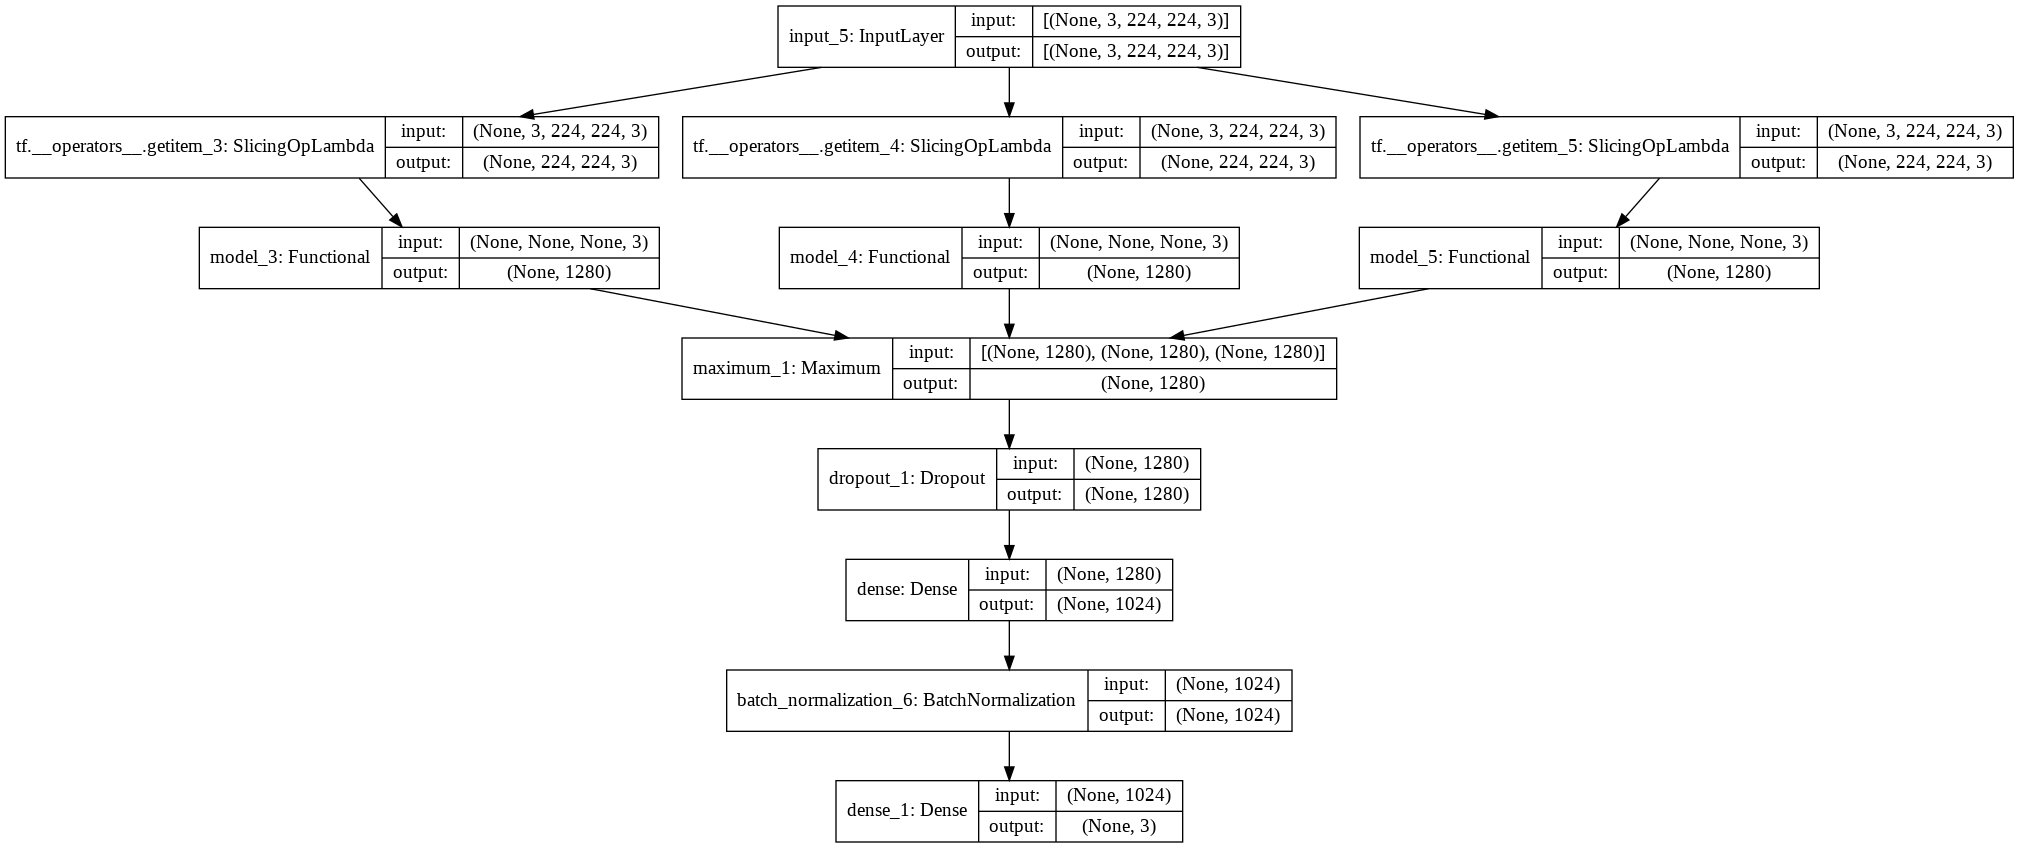 input_5: InputLayer
input: [(None, 3, 224, 224, 3)]
output: [(None, 3, 224, 224, 3)]
tf.__operators__.getitem_3: SlicingOpLambda
input: (None, 3, 224, 224, 3)
output: (None, 224, 224, 3)
tf.__operators__.getitem_4: SlicingOpLambda
input: (None, 3, 224, 224, 3)
output: (None, 224, 224, 3)
tf.__operators__.getitem_5: SlicingOpLambda
input: (None, 3, 224, 224, 3)
output: (None, 224, 224, 3)
model_3: Functional
input: (None, None, None, 3)
output: (None, 1280)
model_4: Functional
input: (None, None, None, 3)
output: (None, 1280)
model_5: Functional
input: (None, None, None, 3)
output: (None, 1280)
maximum_1: Maximum
input: [(None, 1280), (None, 1280), (None, 1280)]
output: (None, 1280)
dropout_1: Dropout
input: (None, 1280)
output: (None, 1280)
dense: Dense
input: (None, 1280)
output: (None, 1024)
batch_normalization_6: BatchNormalization
input: (None, 1024)
output: (None, 1024)
dense_1: Dense
input: (None, 1024)
output: (None, 3)